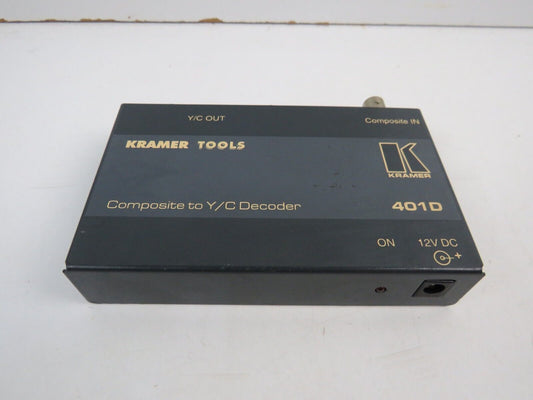 Y/C OUT Composite IN
KRAMER TOOLS
K
KRAMER
Composite to Y/C Decoder 401D
ON 12V DC
+